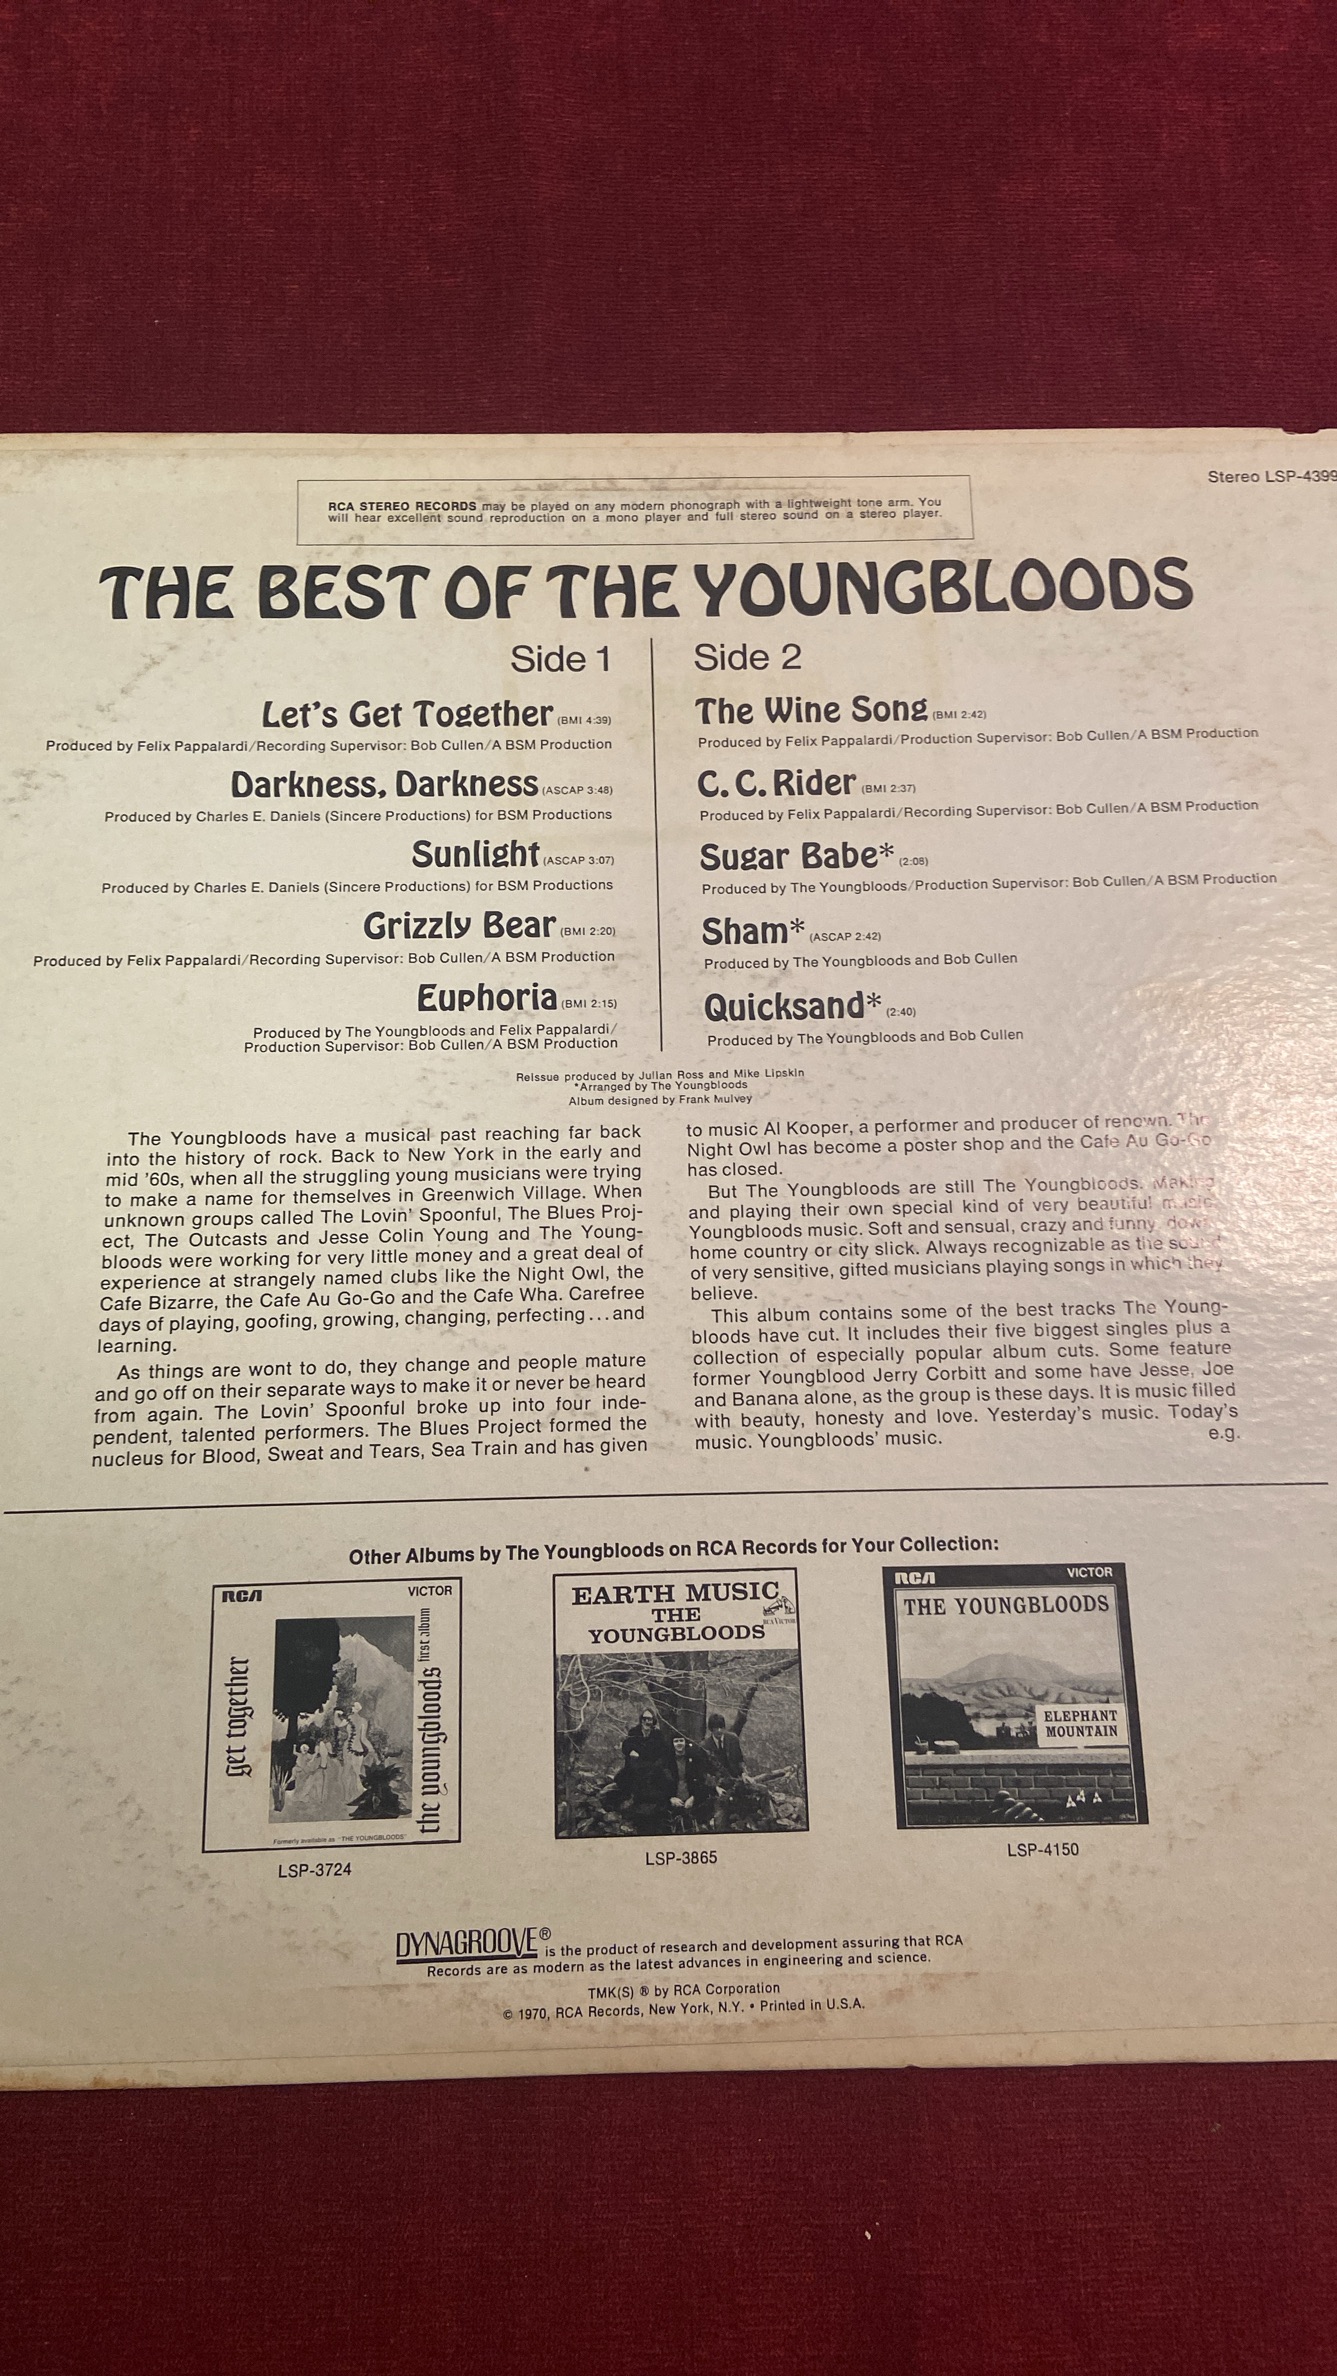 Stereo LSP-4399
RCA STEREO RECORDS may be played on any modern phonograph with a lightweight tone arm. You
will hear excellent sound reproduction on a mono player and full stereo sound on a stereo player.
THE BEST OF THE YOUNGBLOODS
Side 1
Let's Get Together (BMI 4:39)
Produced by Felix Pappalardi/Recording Supervisor: Bob Cullen/A BSM Production
Darkness, Darkness (ASCAP 3:48)
Produced by Charles E. Daniels (Sincere Productions) for BSM Productions
Sunlight (ASCAP 3:07)
Produced by Charles E. Daniels (Sincere Productions) for BSM Productions
Grizzly Bear (BMI 2:20)
Produced by Felix Pappalardi/Recording Supervisor: Bob Cullen/A BSM Production
Euphoria (BMI 2:15)
Produced by The Youngbloods and Felix Pappalardi/
Production Supervisor: Bob Cullen/A BSM Production
Side 2
The Wine Song (BMI 2:42)
Produced by Felix Pappalardi/Production Supervisor: Bob Cullen/A BSM Production
C. C. Rider (BMI 2:37)
Produced by Felix Pappalardi/Recording Supervisor: Bob Cullen/A BSM Production
Sugar Babe* (2:08)
Produced by The Youngbloods/Production Supervisor: Bob Cullen/A BSM Production
Sham* (ASCAP 2:42)
Produced by The Youngbloods and Bob Cullen
Quicksand* (2:40)
Produced by The Youngbloods and Bob Cullen
Reissue produced by Julian Ross and Mike Lipskin
*Arranged by The Youngbloods
Album designed by Frank Mulvey
The Youngbloods have a musical past reaching far back
into the history of rock. Back to New York in the early and
mid '60s, when all the struggling young musicians were trying
to make a name for themselves in Greenwich Village. When
unknown groups called The Lovin' Spoonful, The Blues Proj-
ect, The Outcasts and Jesse Colin Young and The Young-
bloods were working for very little money and a great deal of
experience at strangely named clubs like the Night Owl, the
Cafe Bizarre, the Cafe Au Go-Go and the Cafe Wha. Carefree
days of playing, goofing, growing, changing, perfecting...and
learning.
As things are wont to do, they change and people mature
and go off on their separate ways to make it or never be heard
from again. The Lovin' Spoonful broke up into four inde-
pendent, talented performers. The Blues Project formed the
nucleus for Blood, Sweat and Tears, Sea Train and has given
to music Al Kooper, a performer and producer of renown. The
Night Owl has become a poster shop and the Cafe Au Go-Go
has closed.
But The Youngbloods are still The Youngbloods. Making
and playing their own special kind of very beautiful music.
Youngbloods music. Soft and sensual, crazy and funny, down
home country or city slick. Always recognizable as the sound
of very sensitive, gifted musicians playing songs in which they
believe.
This album contains some of the best tracks The Young-
bloods have cut. It includes their five biggest singles plus a
collection of especially popular album cuts. Some feature
former Youngblood Jerry Corbitt and some have Jesse, Joe
and Banana alone, as the group is these days. It is music filled
with beauty, honesty and love. Yesterday's music. Today's
music. Youngbloods' music. e.g.
Other Albums by The Youngbloods on RCA Records for Your Collection:
RCA VICTOR
get together
the youngbloods first album
Formerly available as "THE YOUNGBLOODS"
LSP-3724
EARTH MUSIC
THE
YOUNGBLOODS
RCA VICTOR
LSP-3865
RCA VICTOR
THE YOUNGBLOODS
ELEPHANT
MOUNTAIN
LSP-4150
DYNAGROOVE® is the product of research and development assuring that RCA
Records are as modern as the latest advances in engineering and science.
TMK(S) ® by RCA Corporation
© 1970, RCA Records, New York, N.Y. • Printed in U.S.A.